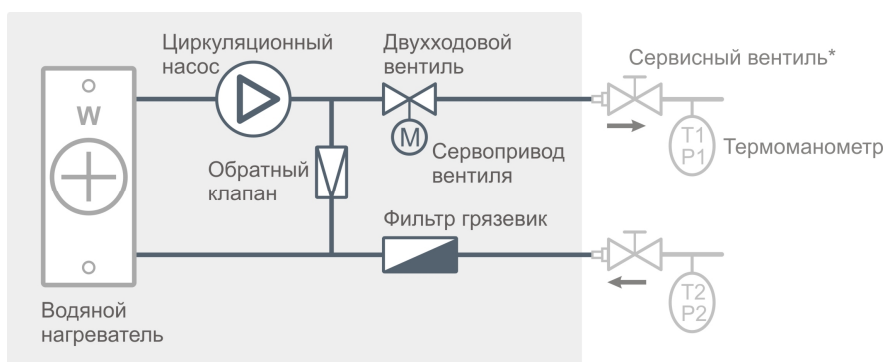 Циркуляционный
насос
Двухходовой
вентиль
Сервисный вентиль*
W
M
T1
P1
Термоманометр
Сервопривод
вентиля
Обратный
клапан
Фильтр грязевик
T2
P2
Водяной
нагреватель